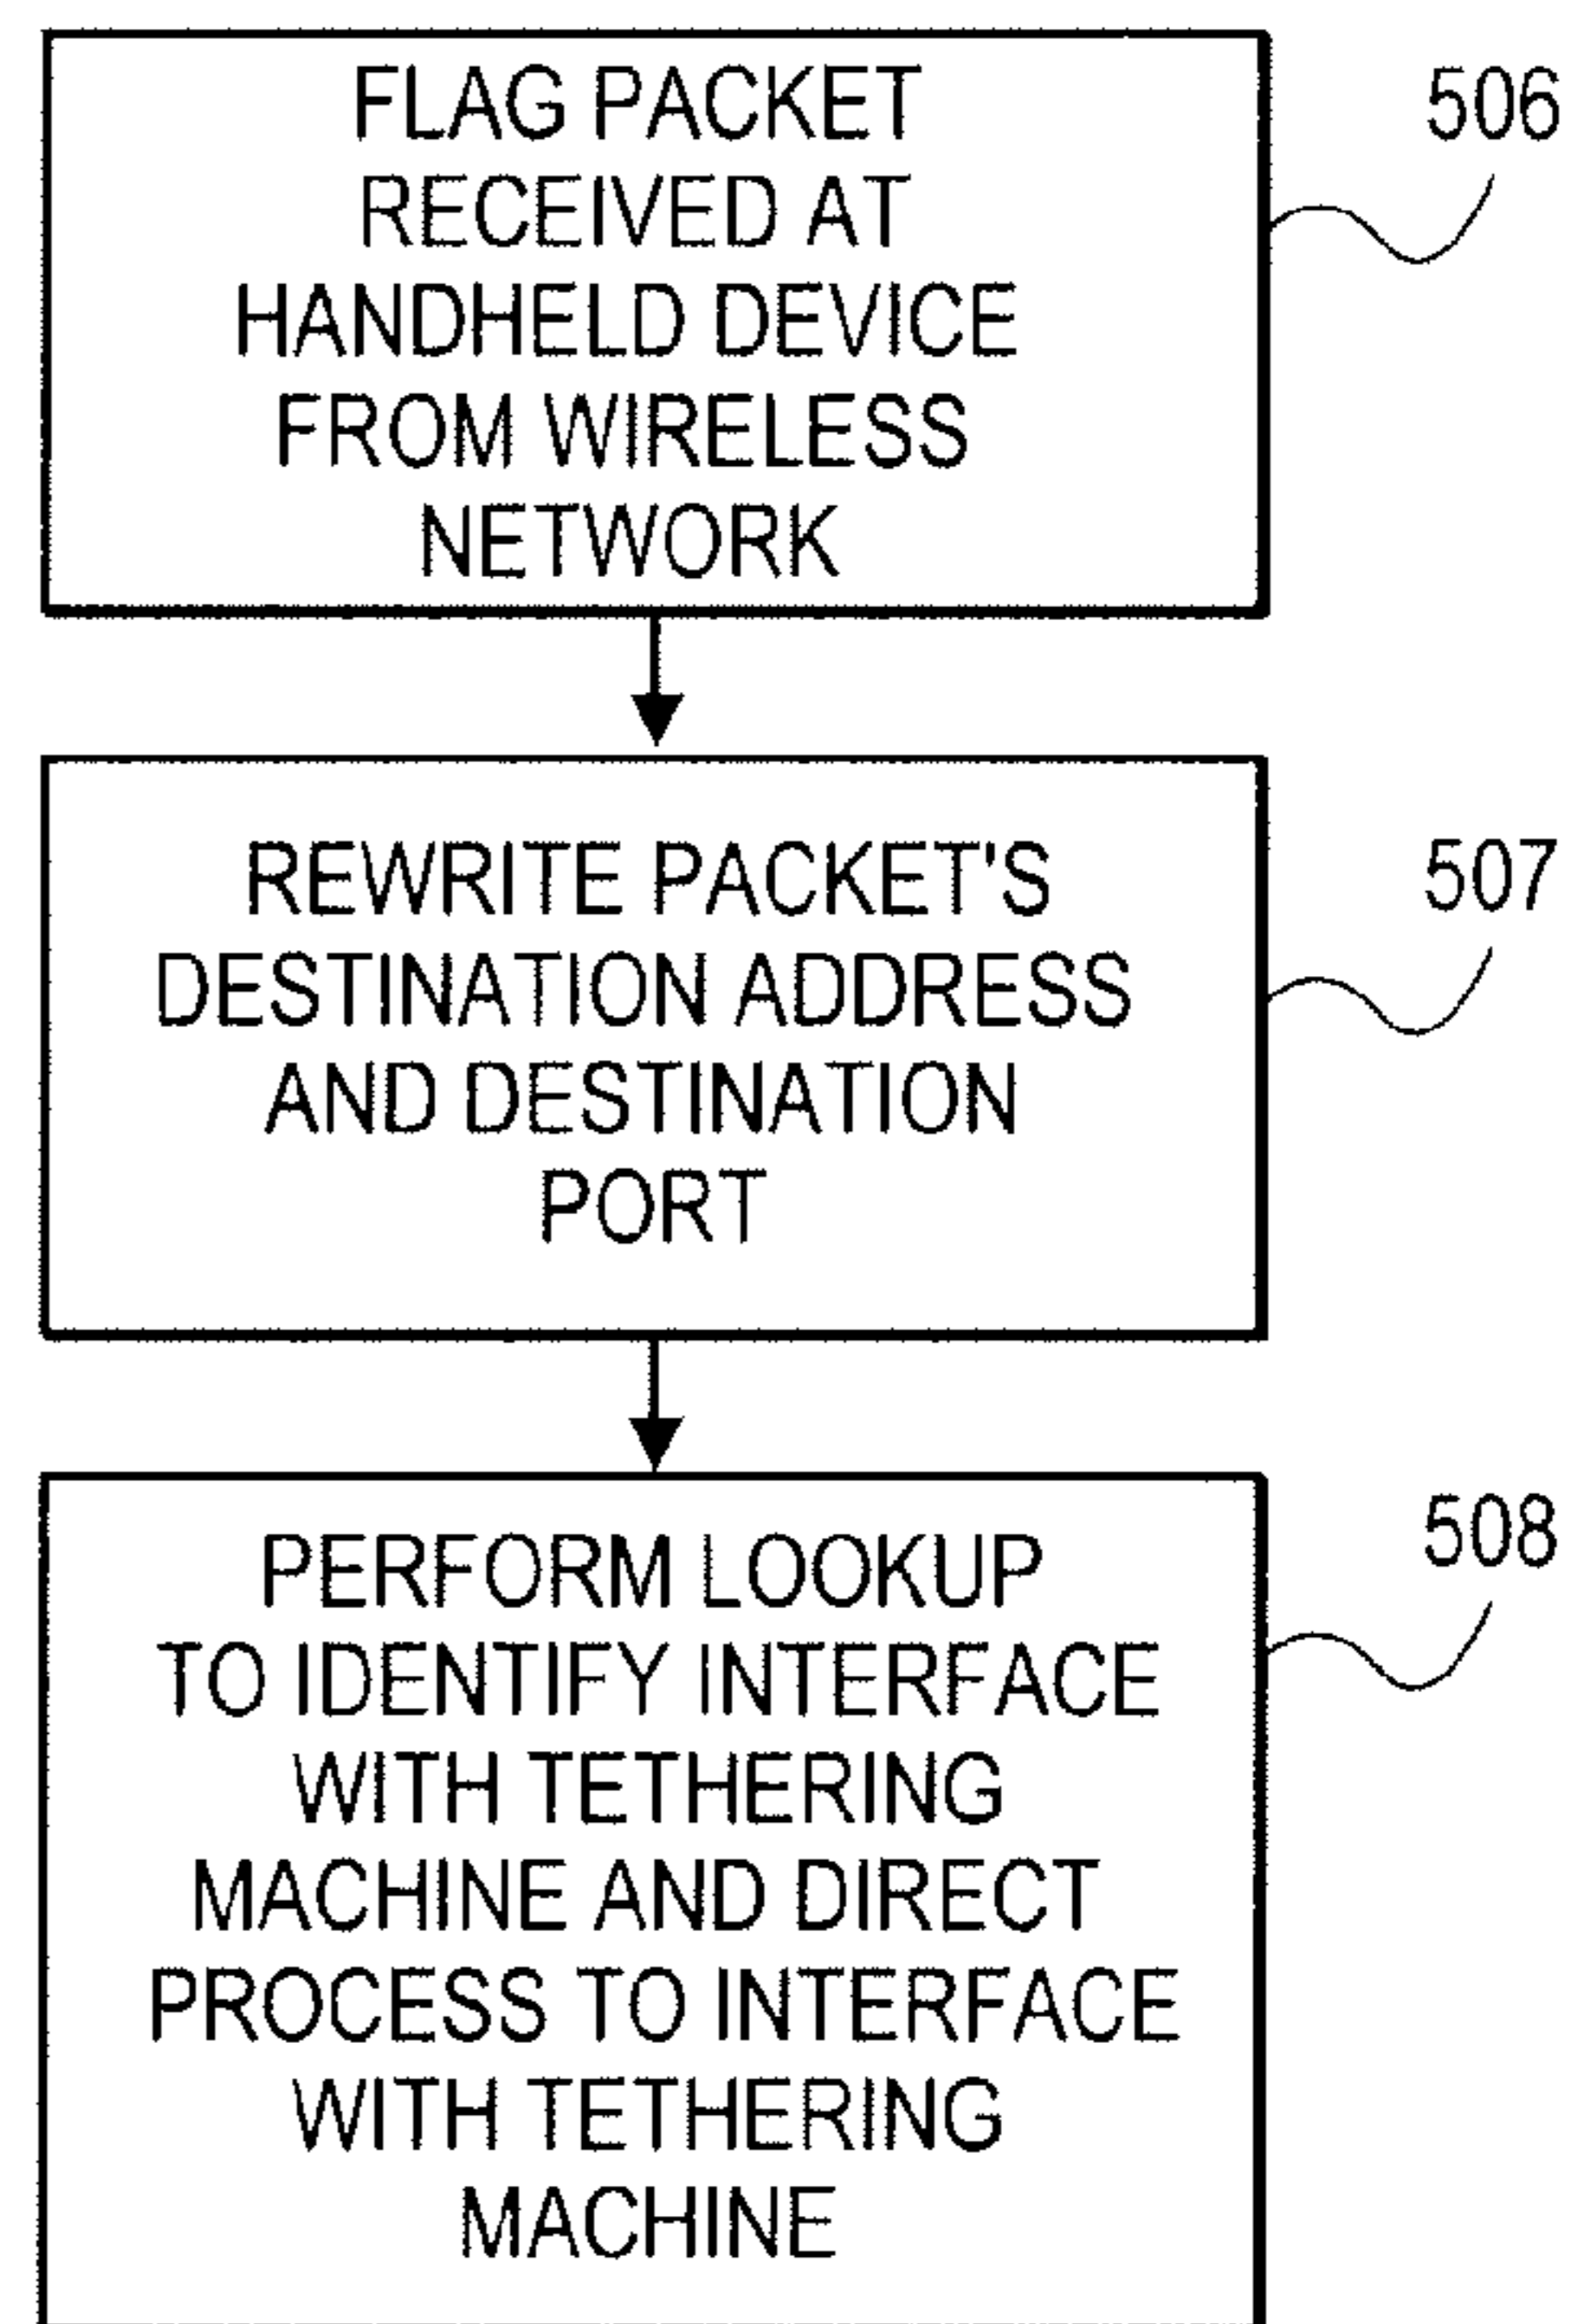 FLAG PACKET
RECEIVED AT
HANDHELD DEVICE
FROM WIRELESS
NETWORK
506
REWRITE PACKET'S
DESTINATION ADDRESS
AND DESTINATION
PORT
507
PERFORM LOOKUP
TO IDENTIFY INTERFACE
WITH TETHERING
MACHINE AND DIRECT
PROCESS TO INTERFACE
WITH TETHERING
MACHINE
508